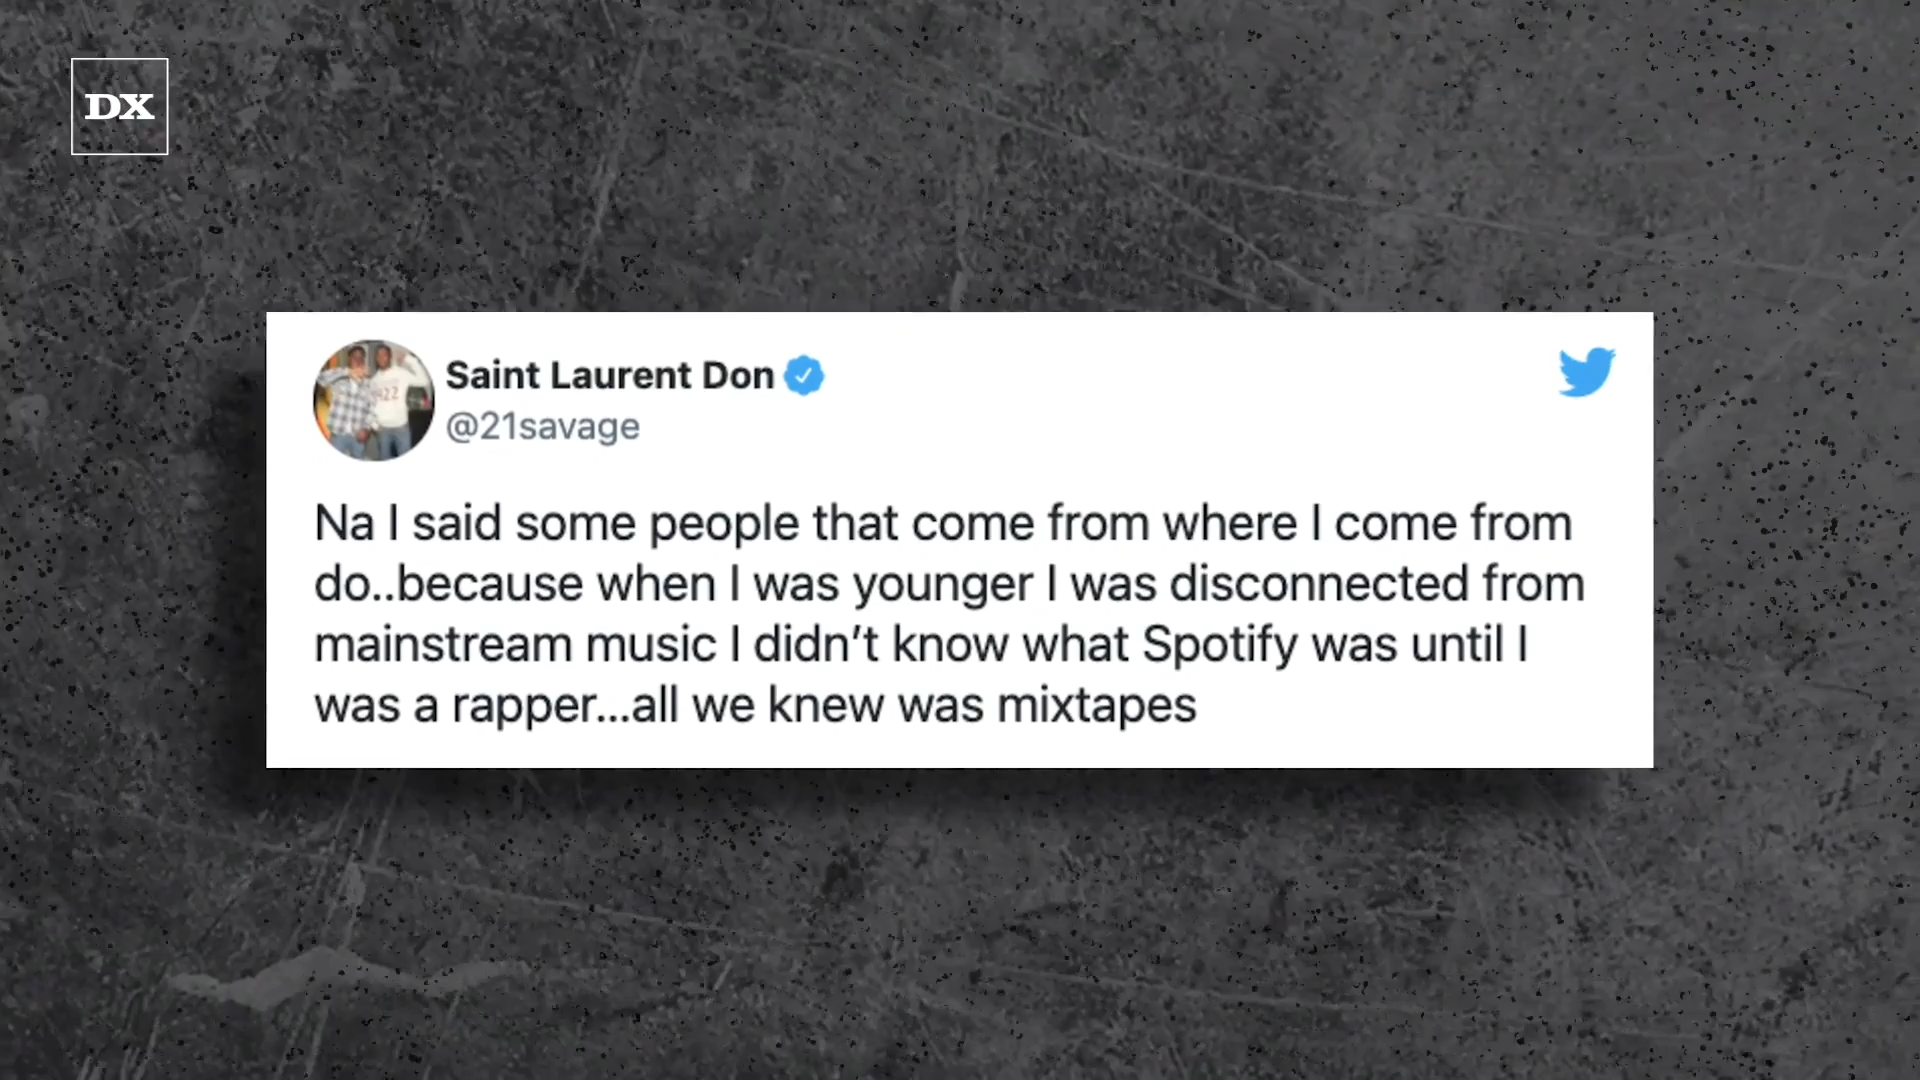 DX
Saint Laurent Don
@21savage
Na I said some people that come from where I come from
do..because when I was younger I was disconnected from
mainstream music I didn’t know what Spotify was until I
was a rapper...all we knew was mixtapes